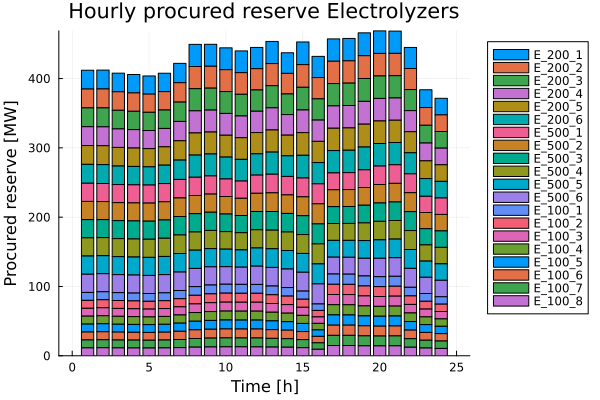 Hourly procured reserve Electrolyzers
Procured reserve [MW]
400
300
200
100
0
0 5 10 15 20 25
Time [h]
E_200_1
E_200_2
E_200_3
E_200_4
E_200_5
E_200_6
E_500_1
E_500_2
E_500_3
E_500_4
E_500_5
E_500_6
E_100_1
E_100_2
E_100_3
E_100_4
E_100_5
E_100_6
E_100_7
E_100_8